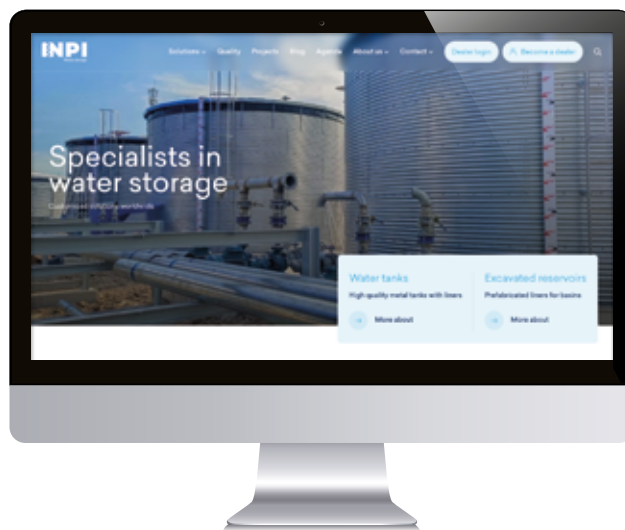 INPI
Solutions
Quality
Projects
Blog
Agenda
About us
Contact
Dealer login
Become a dealer
Specialists in
water storage
Water tanks
High quality metal tanks with liners
More about
Excavated reservoirs
Prefabricated liners for basins
More about